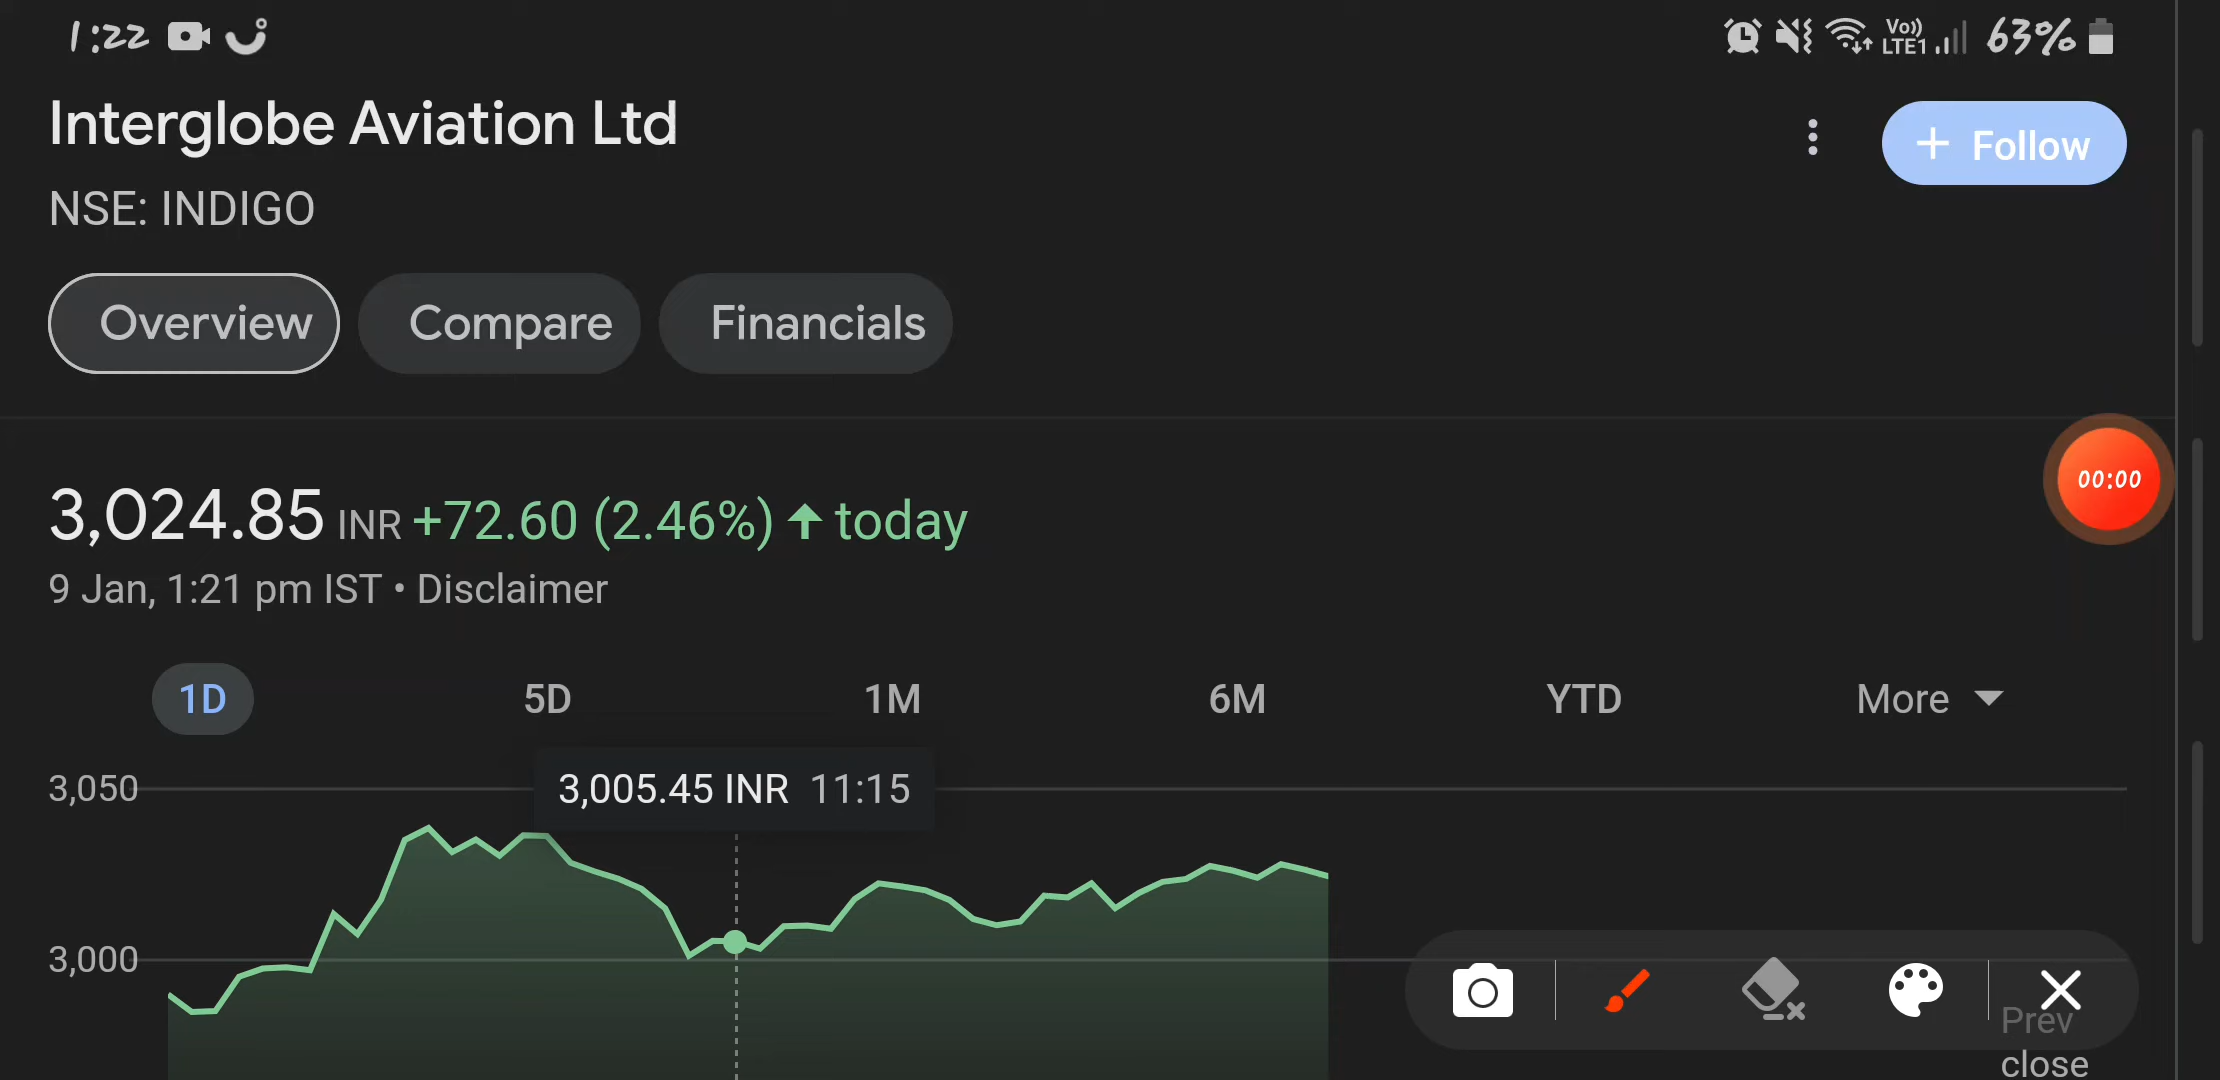 1:22 Vo)) LTE1 63%
Interglobe Aviation Ltd
+ Follow
NSE: INDIGO
Overview Compare Financials
3,024.85 INR +72.60 (2.46%) ↑ today
00:00
9 Jan, 1:21 pm IST • Disclaimer
1D 5D 1M 6M YTD More
3,050
3,005.45 INR 11:15
3,000
Prev
close